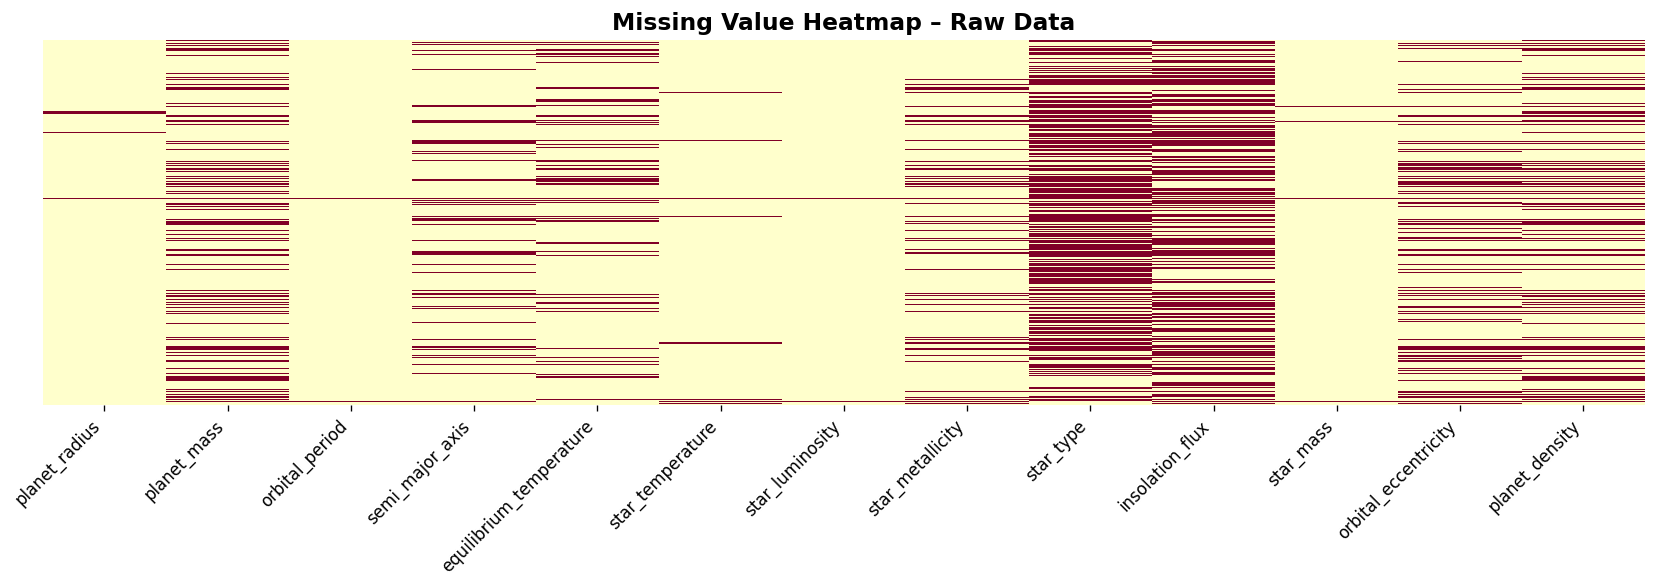 Missing Value Heatmap – Raw Data
planet_radius
planet_mass
orbital_period
semi_major_axis
equilibrium_temperature
star_temperature
star_luminosity
star_metallicity
star_type
insolation_flux
star_mass
orbital_eccentricity
planet_density